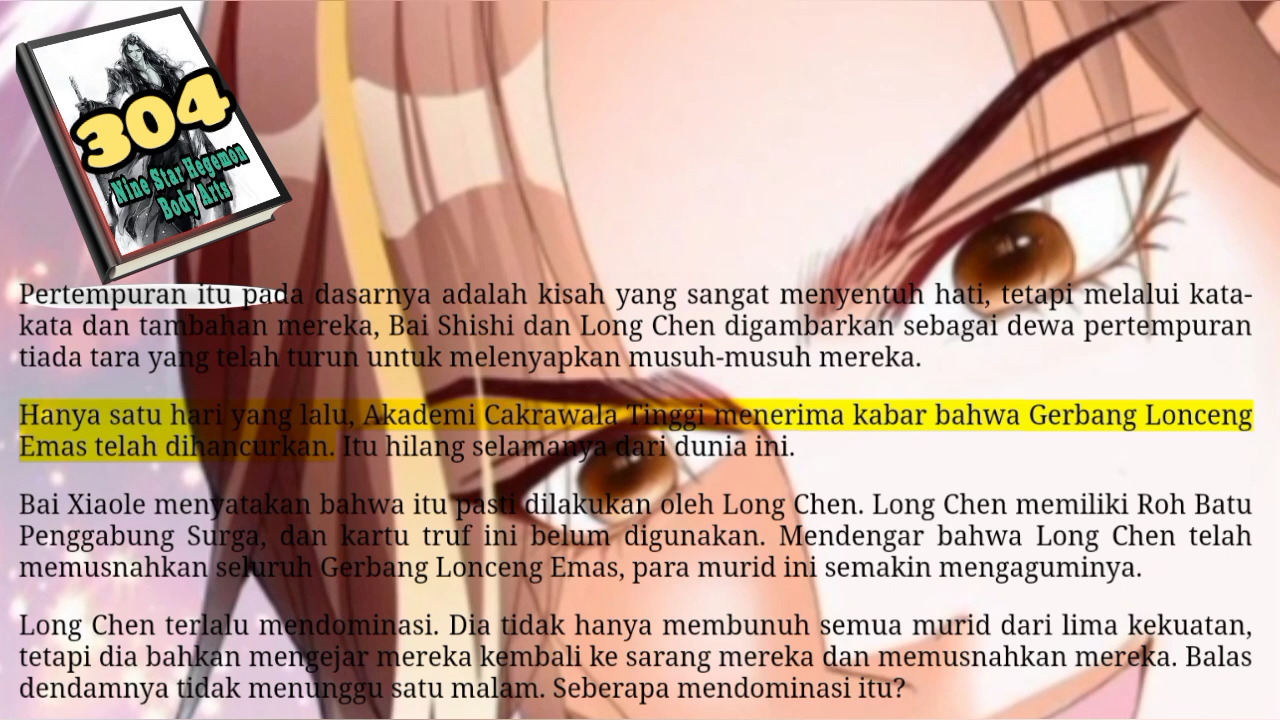 304
Nine Star Hegemon
Body Arts
Pertempuran itu pada dasarnya adalah kisah yang sangat menyentuh hati, tetapi melalui kata-
kata dan tambahan mereka, Bai Shishi dan Long Chen digambarkan sebagai dewa pertempuran
tiada tara yang telah turun untuk melenyapkan musuh-musuh mereka.
Hanya satu hari yang lalu, Akademi Cakrawala Tinggi menerima kabar bahwa Gerbang Lonceng
Emas telah dihancurkan. Itu hilang selamanya dari dunia ini.
Bai Xiaole menyatakan bahwa itu pasti dilakukan oleh Long Chen. Long Chen memiliki Roh Batu
Penggabung Surga, dan kartu truf ini belum digunakan. Mendengar bahwa Long Chen telah
memusnahkan seluruh Gerbang Lonceng Emas, para murid ini semakin mengaguminya.
Long Chen terlalu mendominasi. Dia tidak hanya membunuh semua murid dari lima kekuatan,
tetapi dia bahkan mengejar mereka kembali ke sarang mereka dan memusnahkan mereka. Balas
dendamnya tidak menunggu satu malam. Seberapa mendominasi itu?